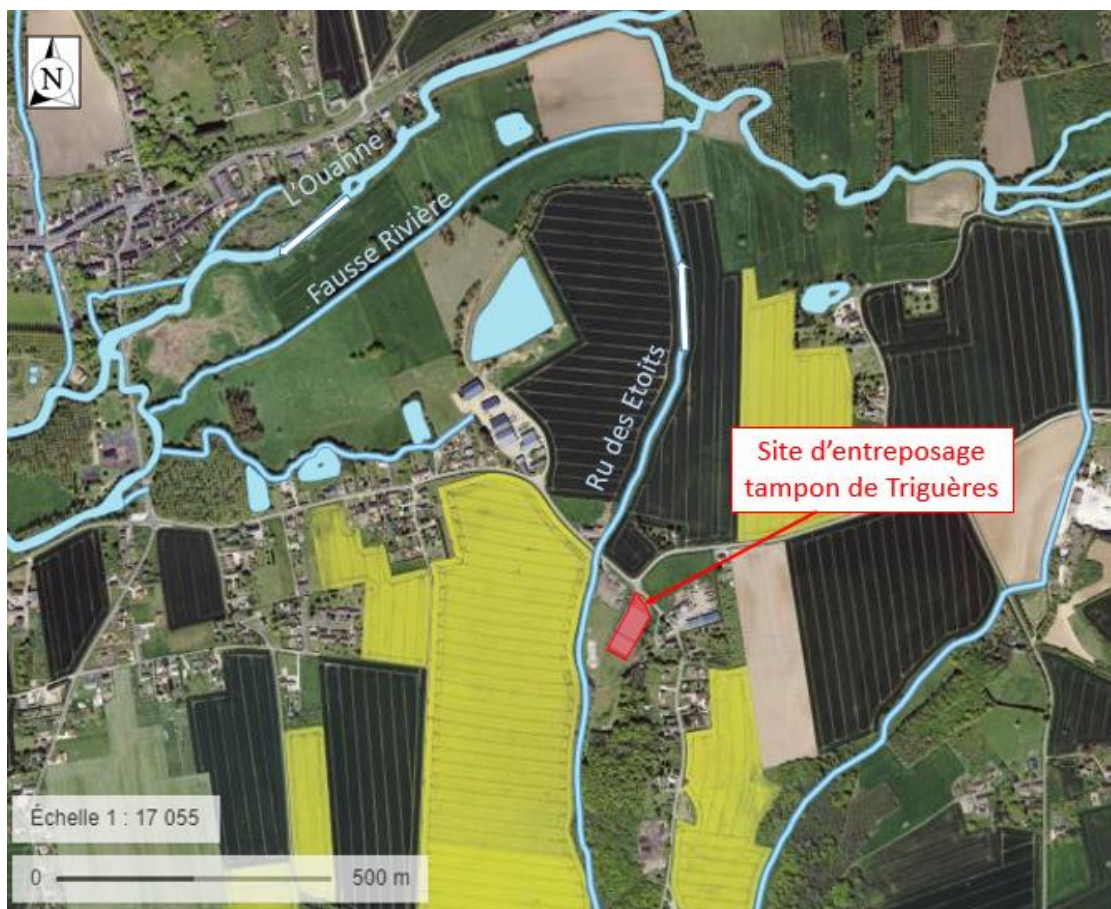 N
L'Ouanne
Fausse Rivière
Ru des Etoits
Site d'entreposage
tampon de Triguères
Échelle 1 : 17 055
0 500 m